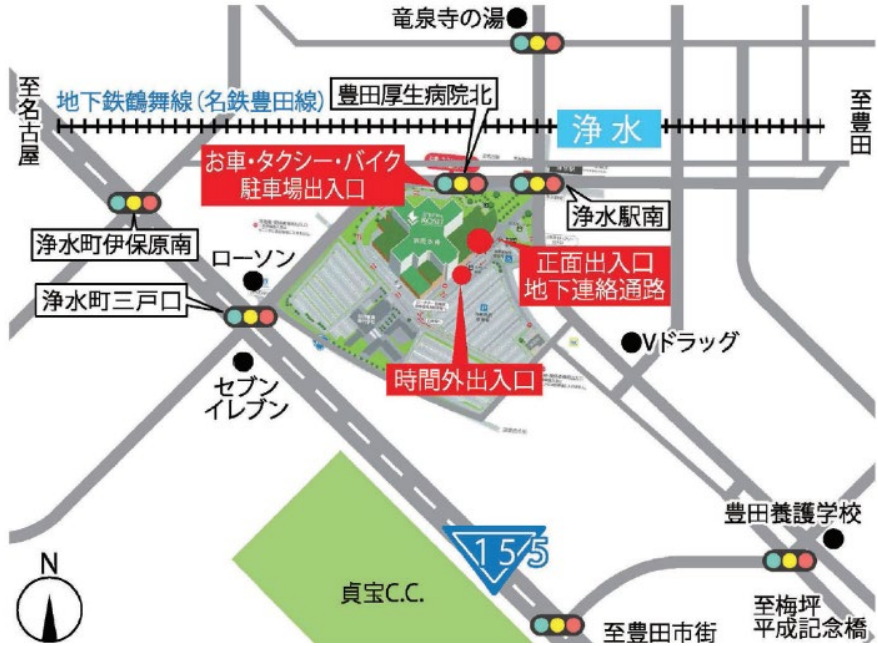 竜泉寺の湯
至名古屋
地下鉄鶴舞線(名鉄豊田線)
豊田厚生病院北
浄水
至豊田
お車・タクシー・バイク
駐車場出入口
浄水駅南
浄水町伊保原南
ローソン
正面出入口
地下連絡通路
浄水町三戸口
Vドラッグ
時間外出入口
セブン
イレブン
豊田養護学校
155
N
貞宝C.C.
至梅坪
平成記念橋
至豊田市街